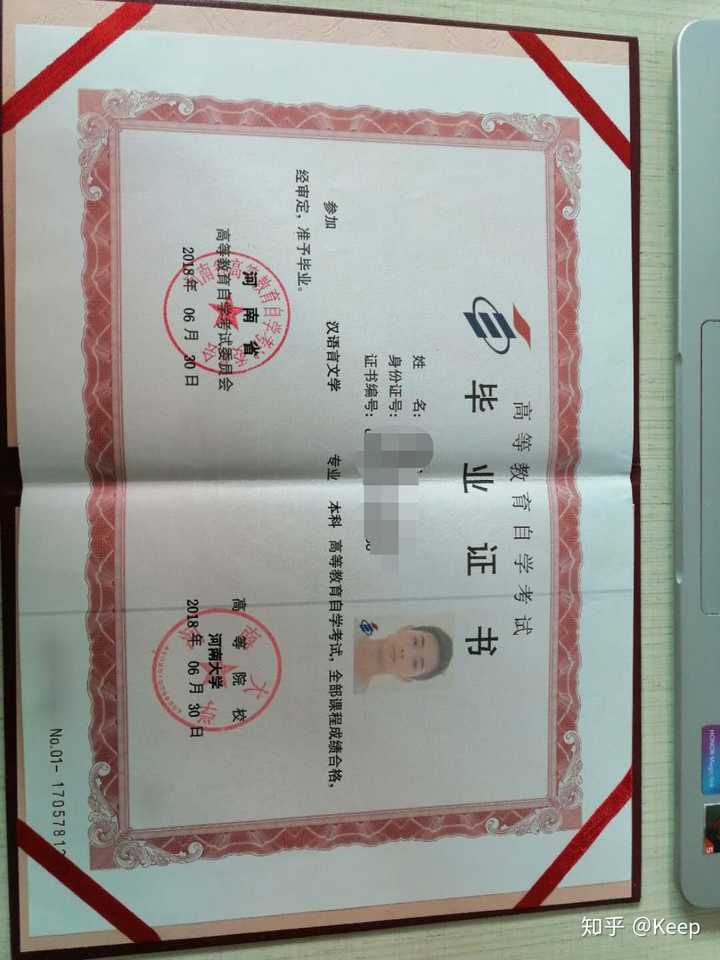 高等教育自学考试
毕业证书
姓 名:
身份证号:
证书编号:
参加 汉语言文学 专业 本科 高等教育自学考试,全部课程成绩合格,
经审定,准予毕业。
河南省
高等教育自学考试委员会
2018年 06月 30日
高等院校
河南大学
2018年 06月 30日
No.01-
HONOR Magic-link
知乎 @Keep